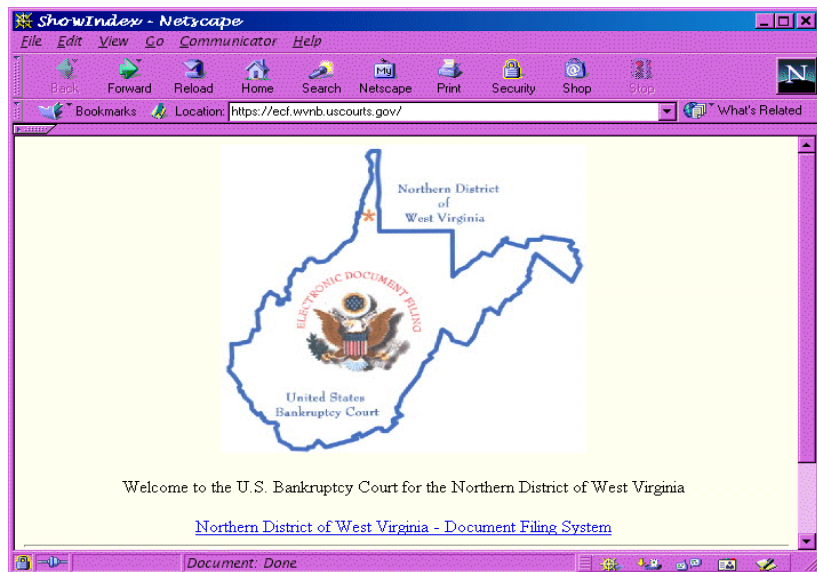 ShowIndex - Netscape
File Edit View Go Communicator Help
Back Forward Reload Home Search Netscape Print Security Shop Stop
Bookmarks Location: https://ecf.wvnb.uscourts.gov/ What's Related
Northern District
of
West Virginia
ELECTRONIC DOCUMENT FILING
United States
Bankruptcy Court
Welcome to the U.S. Bankruptcy Court for the Northern District of West Virginia
Northern District of West Virginia - Document Filing System
Document: Done